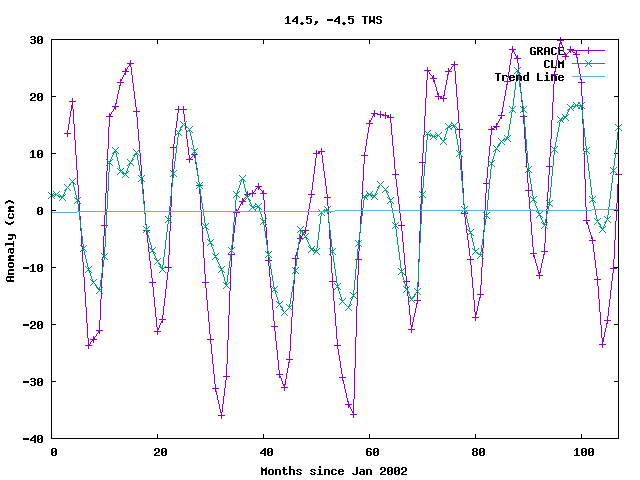 14.5, -4.5 TWS
GRACE
CLM
Trend Line
30
20
10
0
-10
-20
-30
-40
Anomaly (cm)
0 20 40 60 80 100
Months since Jan 2002